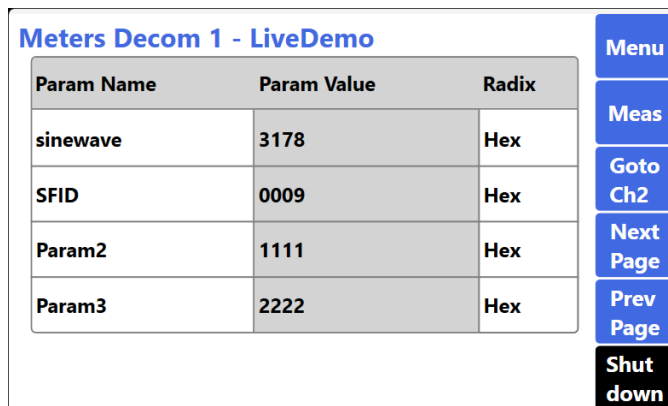 Meters Decom 1 - LiveDemo
Param Name Param Value Radix
sinewave 3178 Hex
SFID 0009 Hex
Param2 1111 Hex
Param3 2222 Hex
Menu
Meas
Goto
Ch2
Next
Page
Prev
Page
Shut
down